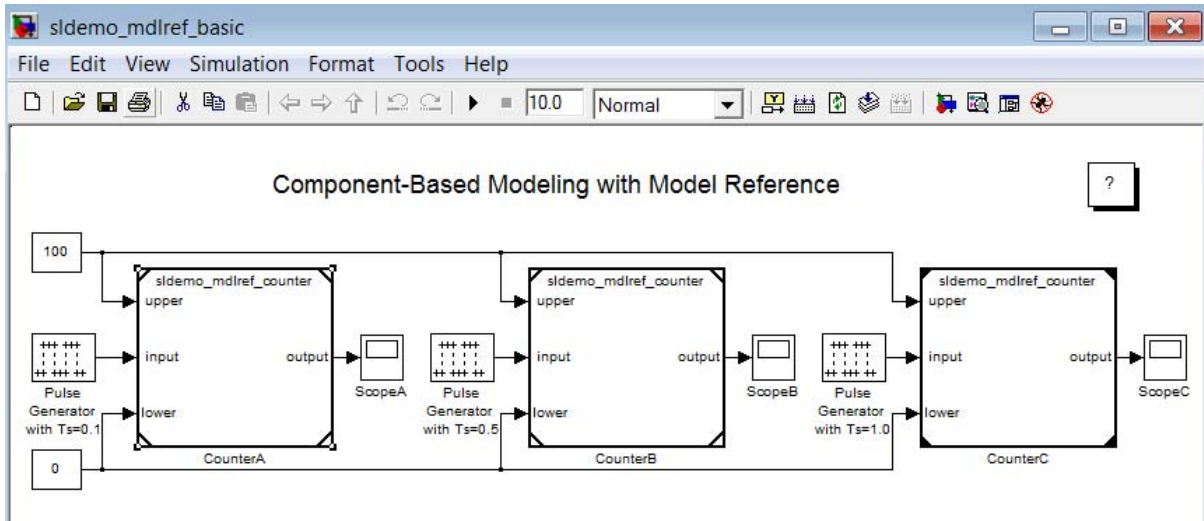 sldemo_mdlref_basic
File Edit View Simulation Format Tools Help
10.0 Normal
Component-Based Modeling with Model Reference
?
100
sldemo_mdlref_counter
upper
input
output
lower
CounterA
Pulse
Generator
with Ts=0.1
ScopeA
sldemo_mdlref_counter
upper
input
output
lower
CounterB
Pulse
Generator
with Ts=0.5
ScopeB
sldemo_mdlref_counter
upper
input
output
lower
CounterC
Pulse
Generator
with Ts=1.0
ScopeC
0